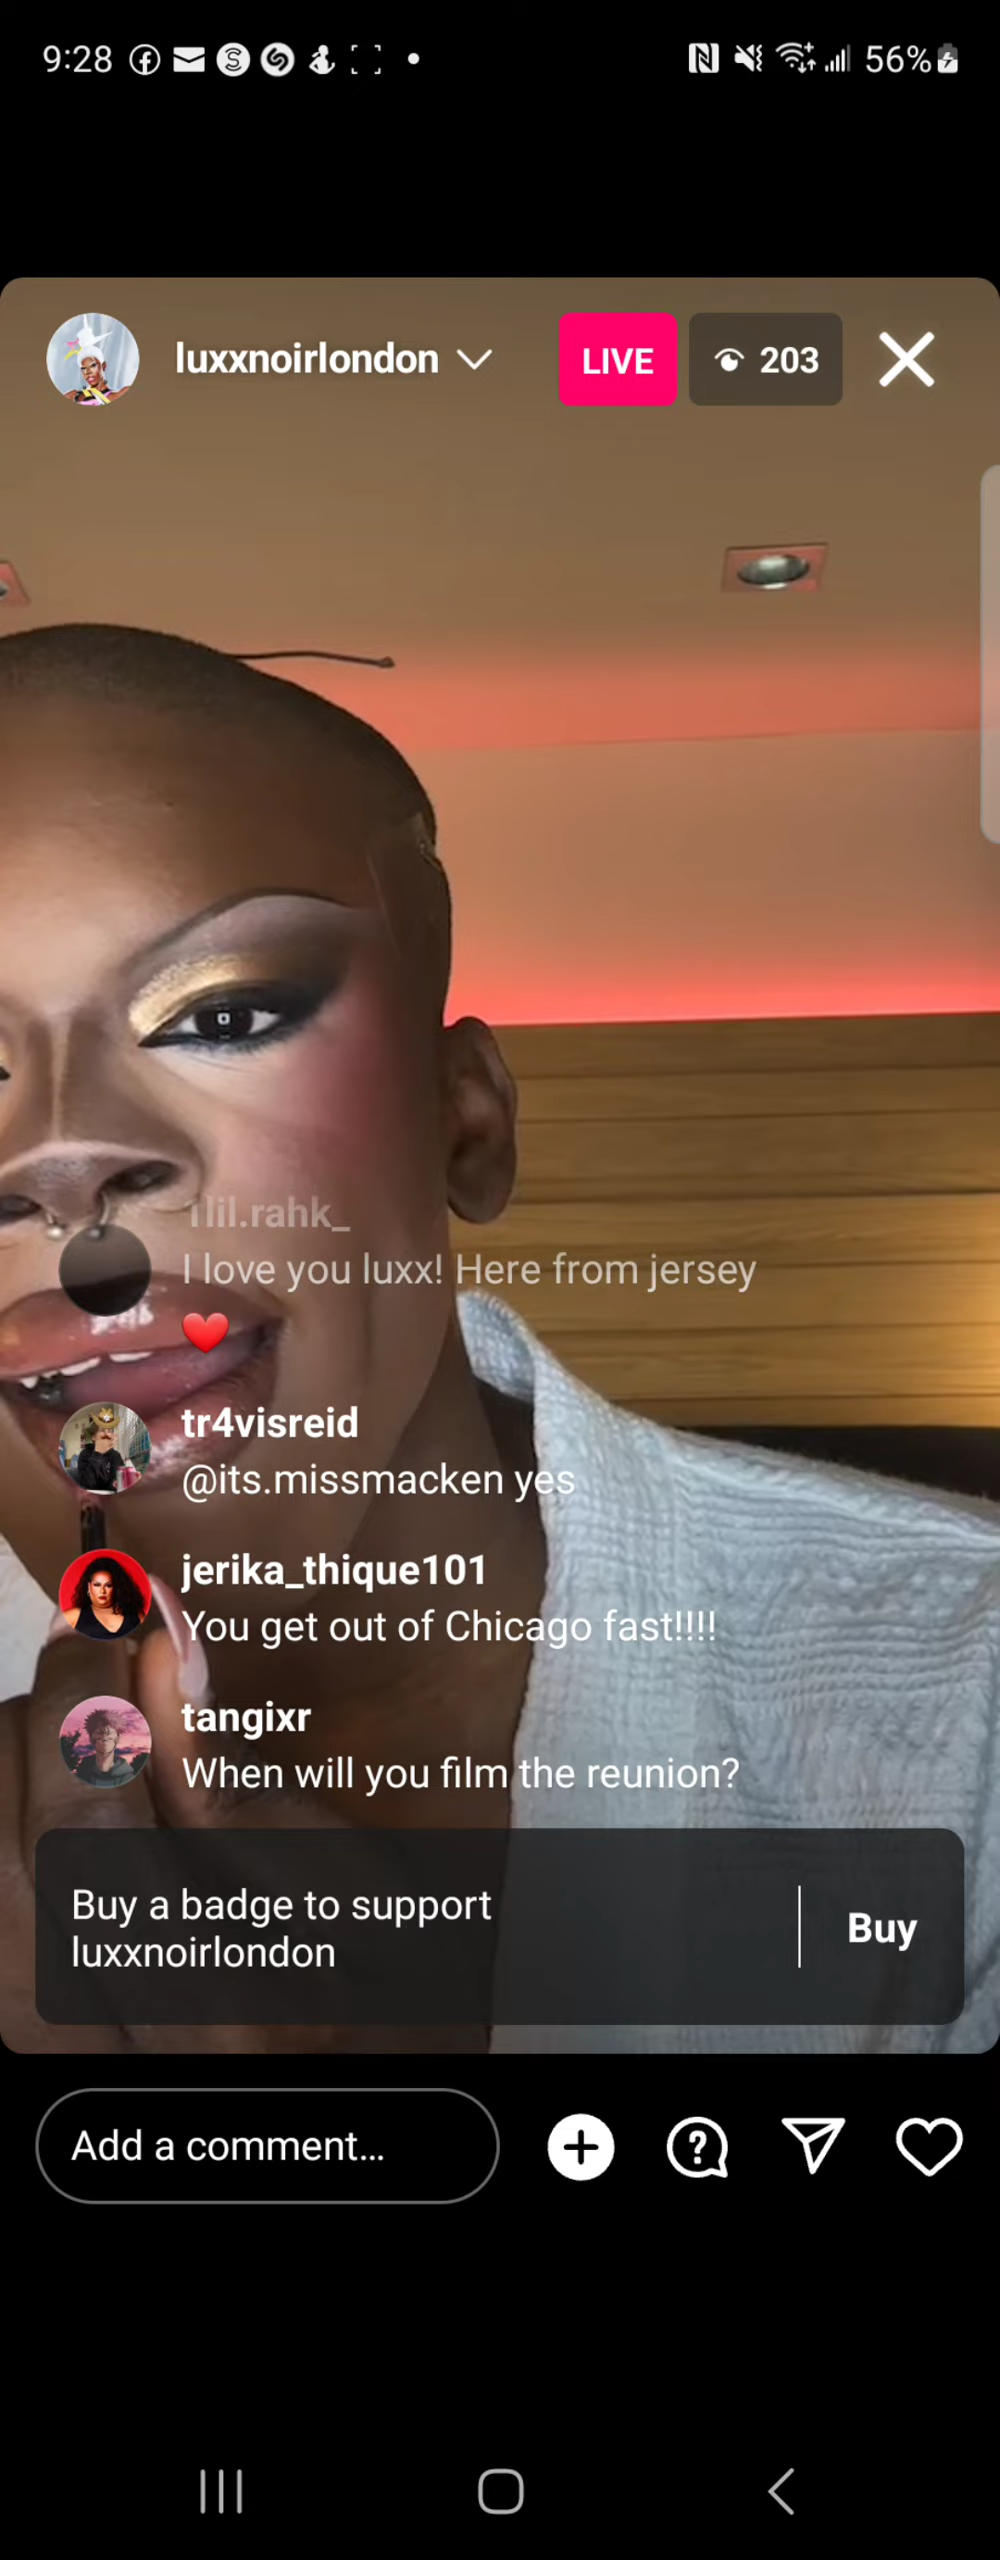 9:28
56%
luxxnoirlondon
LIVE
203
1lil.rahk_
I love you luxx! Here from jersey
❤️
tr4visreid
@its.missmacken yes
jerika_thique101
You get out of Chicago fast!!!!
tangixr
When will you film the reunion?
Buy a badge to support
luxxnoirlondon
Buy
Add a comment...